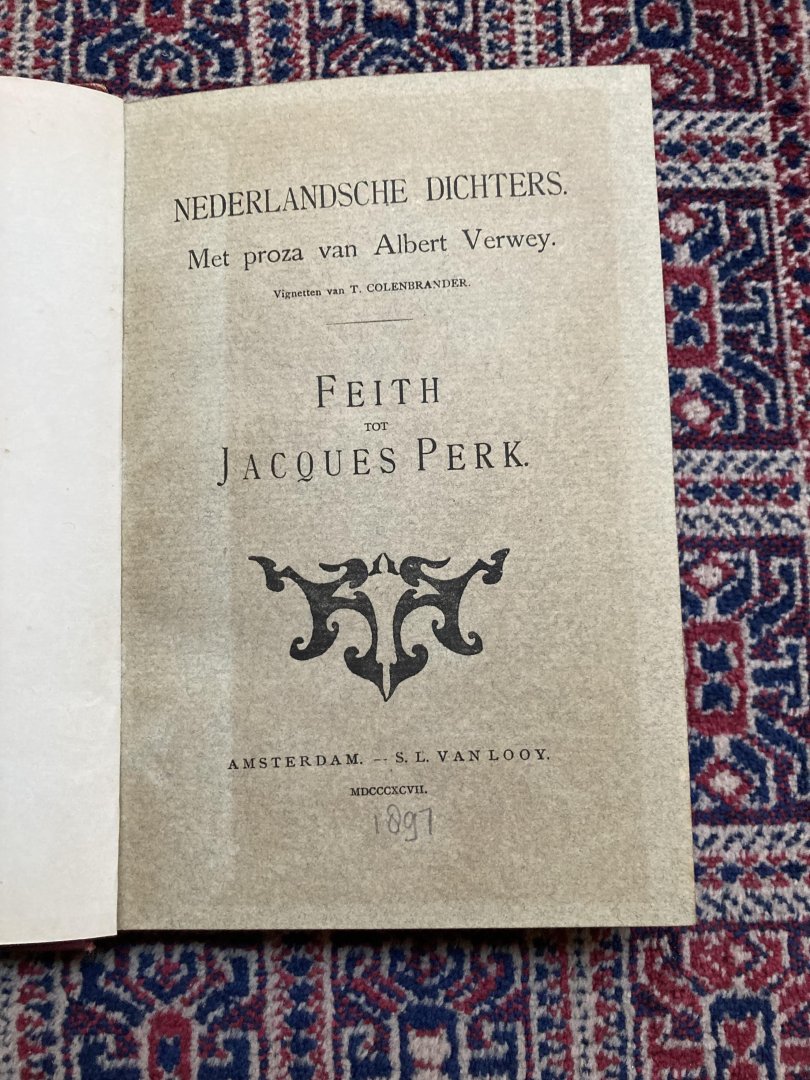 NEDERLANDSCHE DICHTERS.
Met proza van Albert Verwey.
Vignetten van T. COLENBRANDER.
FEITH
TOT
JACQUES PERK.
AMSTERDAM. — S. L. VAN LOOY.
MDCCCXCVII.
1897